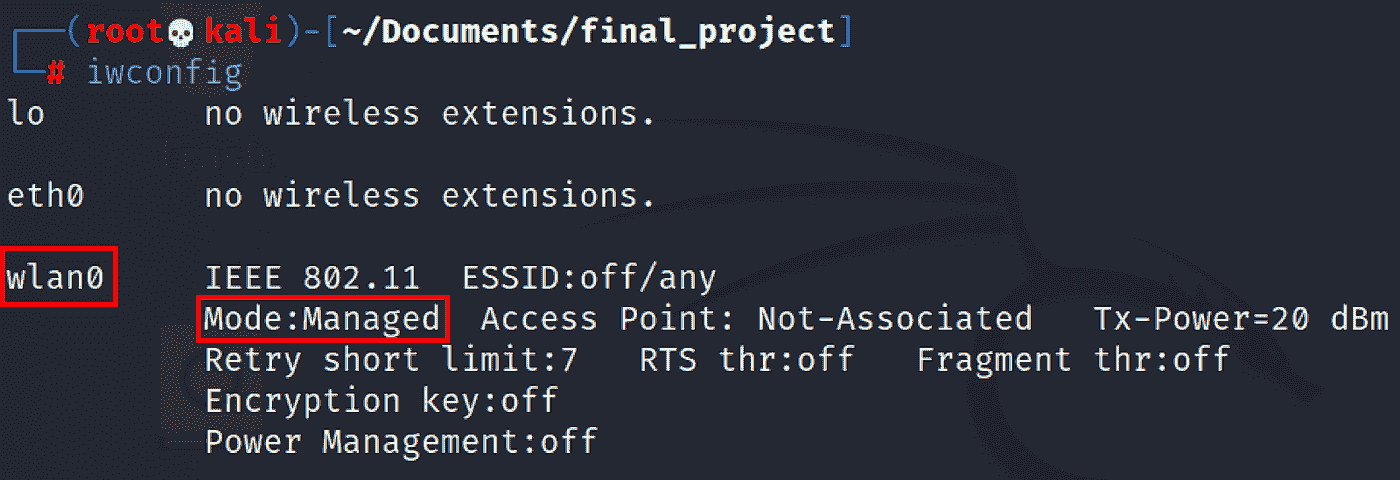 (root💀kali)-[~/Documents/final_project]
# iwconfig
lo        no wireless extensions.
eth0      no wireless extensions.
wlan0     IEEE 802.11  ESSID:off/any
          Mode:Managed  Access Point: Not-Associated   Tx-Power=20 dBm
          Retry short limit:7   RTS thr:off   Fragment thr:off
          Encryption key:off
          Power Management:off